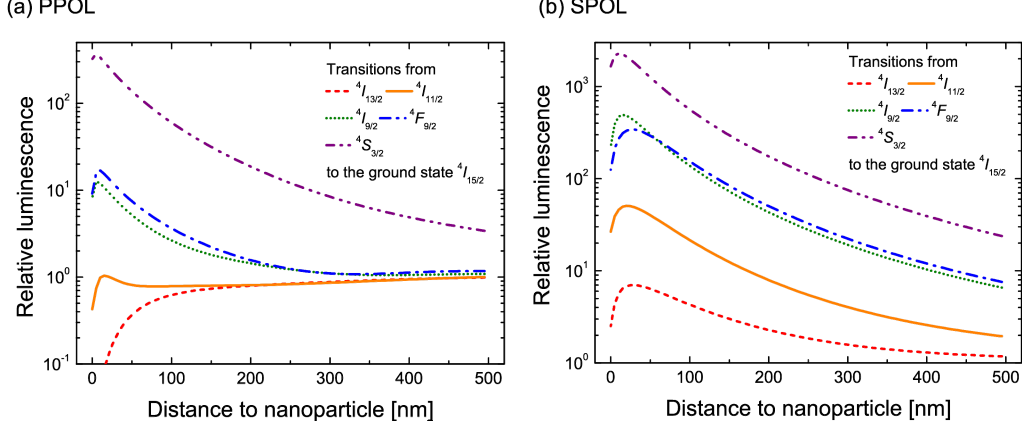 (a) PPOL
Relative luminescence
10²
10¹
10⁰
10⁻¹
Transitions from
⁴I₁₃/₂ ⁴I₁₁/₂
⁴I₉/₂ ⁴F₉/₂
⁴S₃/₂
to the ground state ⁴I₁₅/₂
0 100 200 300 400 500
Distance to nanoparticle [nm]
(b) SPOL
Relative luminescence
10³
10²
10¹
10⁰
Transitions from
⁴I₁₃/₂ ⁴I₁₁/₂
⁴I₉/₂ ⁴F₉/₂
⁴S₃/₂
to the ground state ⁴I₁₅/₂
0 100 200 300 400 500
Distance to nanoparticle [nm]